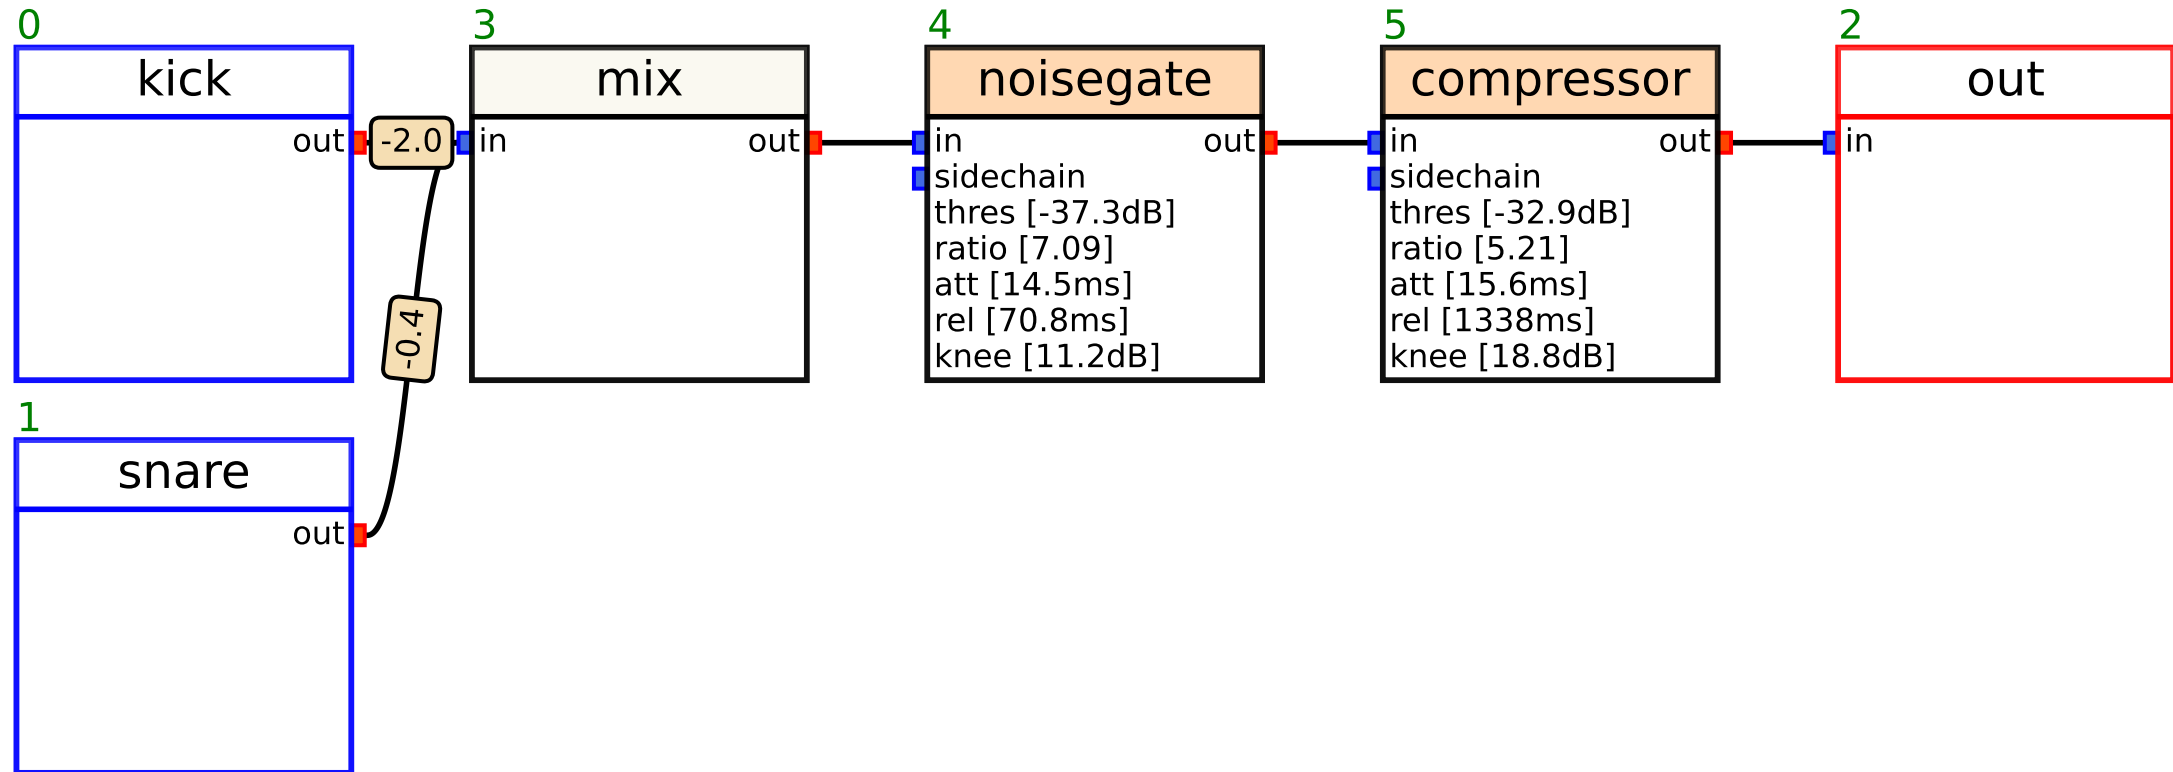 0
kick
out
-2.0
-0.4
3
mix
in
out
4
noisegate
in
out
sidechain
thres [-37.3dB]
ratio [7.09]
att [14.5ms]
rel [70.8ms]
knee [11.2dB]
5
compressor
in
out
sidechain
thres [-32.9dB]
ratio [5.21]
att [15.6ms]
rel [1338ms]
knee [18.8dB]
2
out
in
1
snare
out